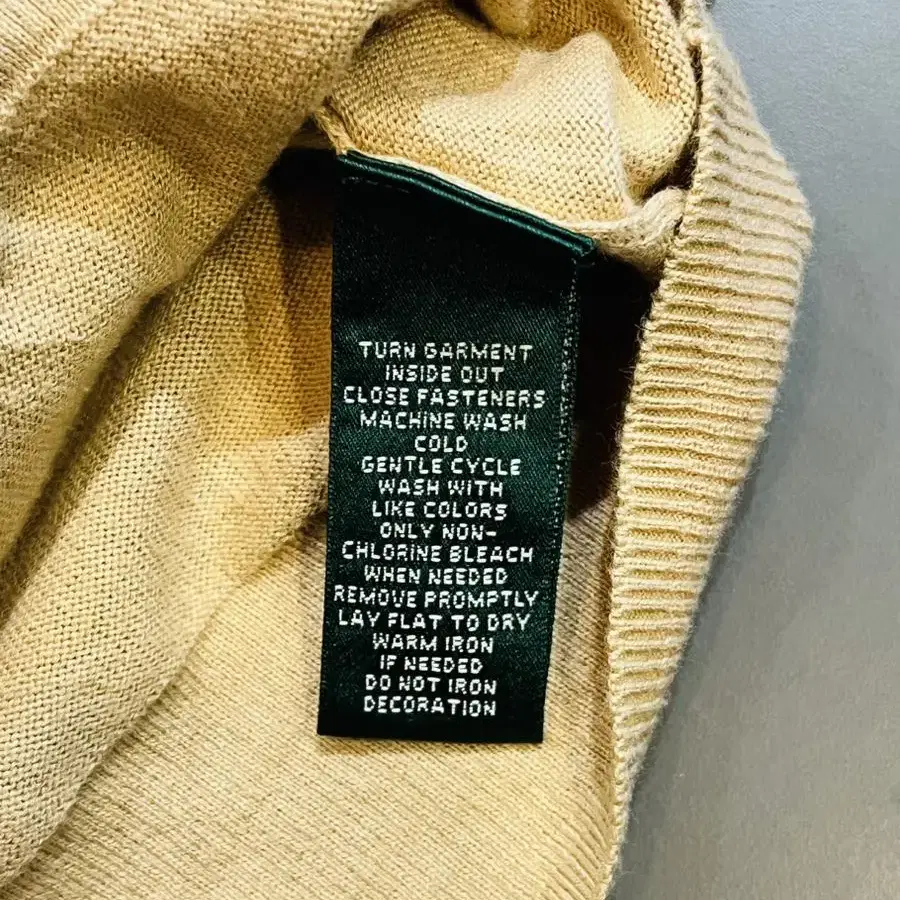 TURN GARMENT
INSIDE OUT
CLOSE FASTENERS
MACHINE WASH
COLD
GENTLE CYCLE
WASH WITH
LIKE COLORS
ONLY NON-
CHLORINE BLEACH
WHEN NEEDED
REMOVE PROMPTLY
LAY FLAT TO DRY
WARM IRON
IF NEEDED
DO NOT IRON
DECORATION